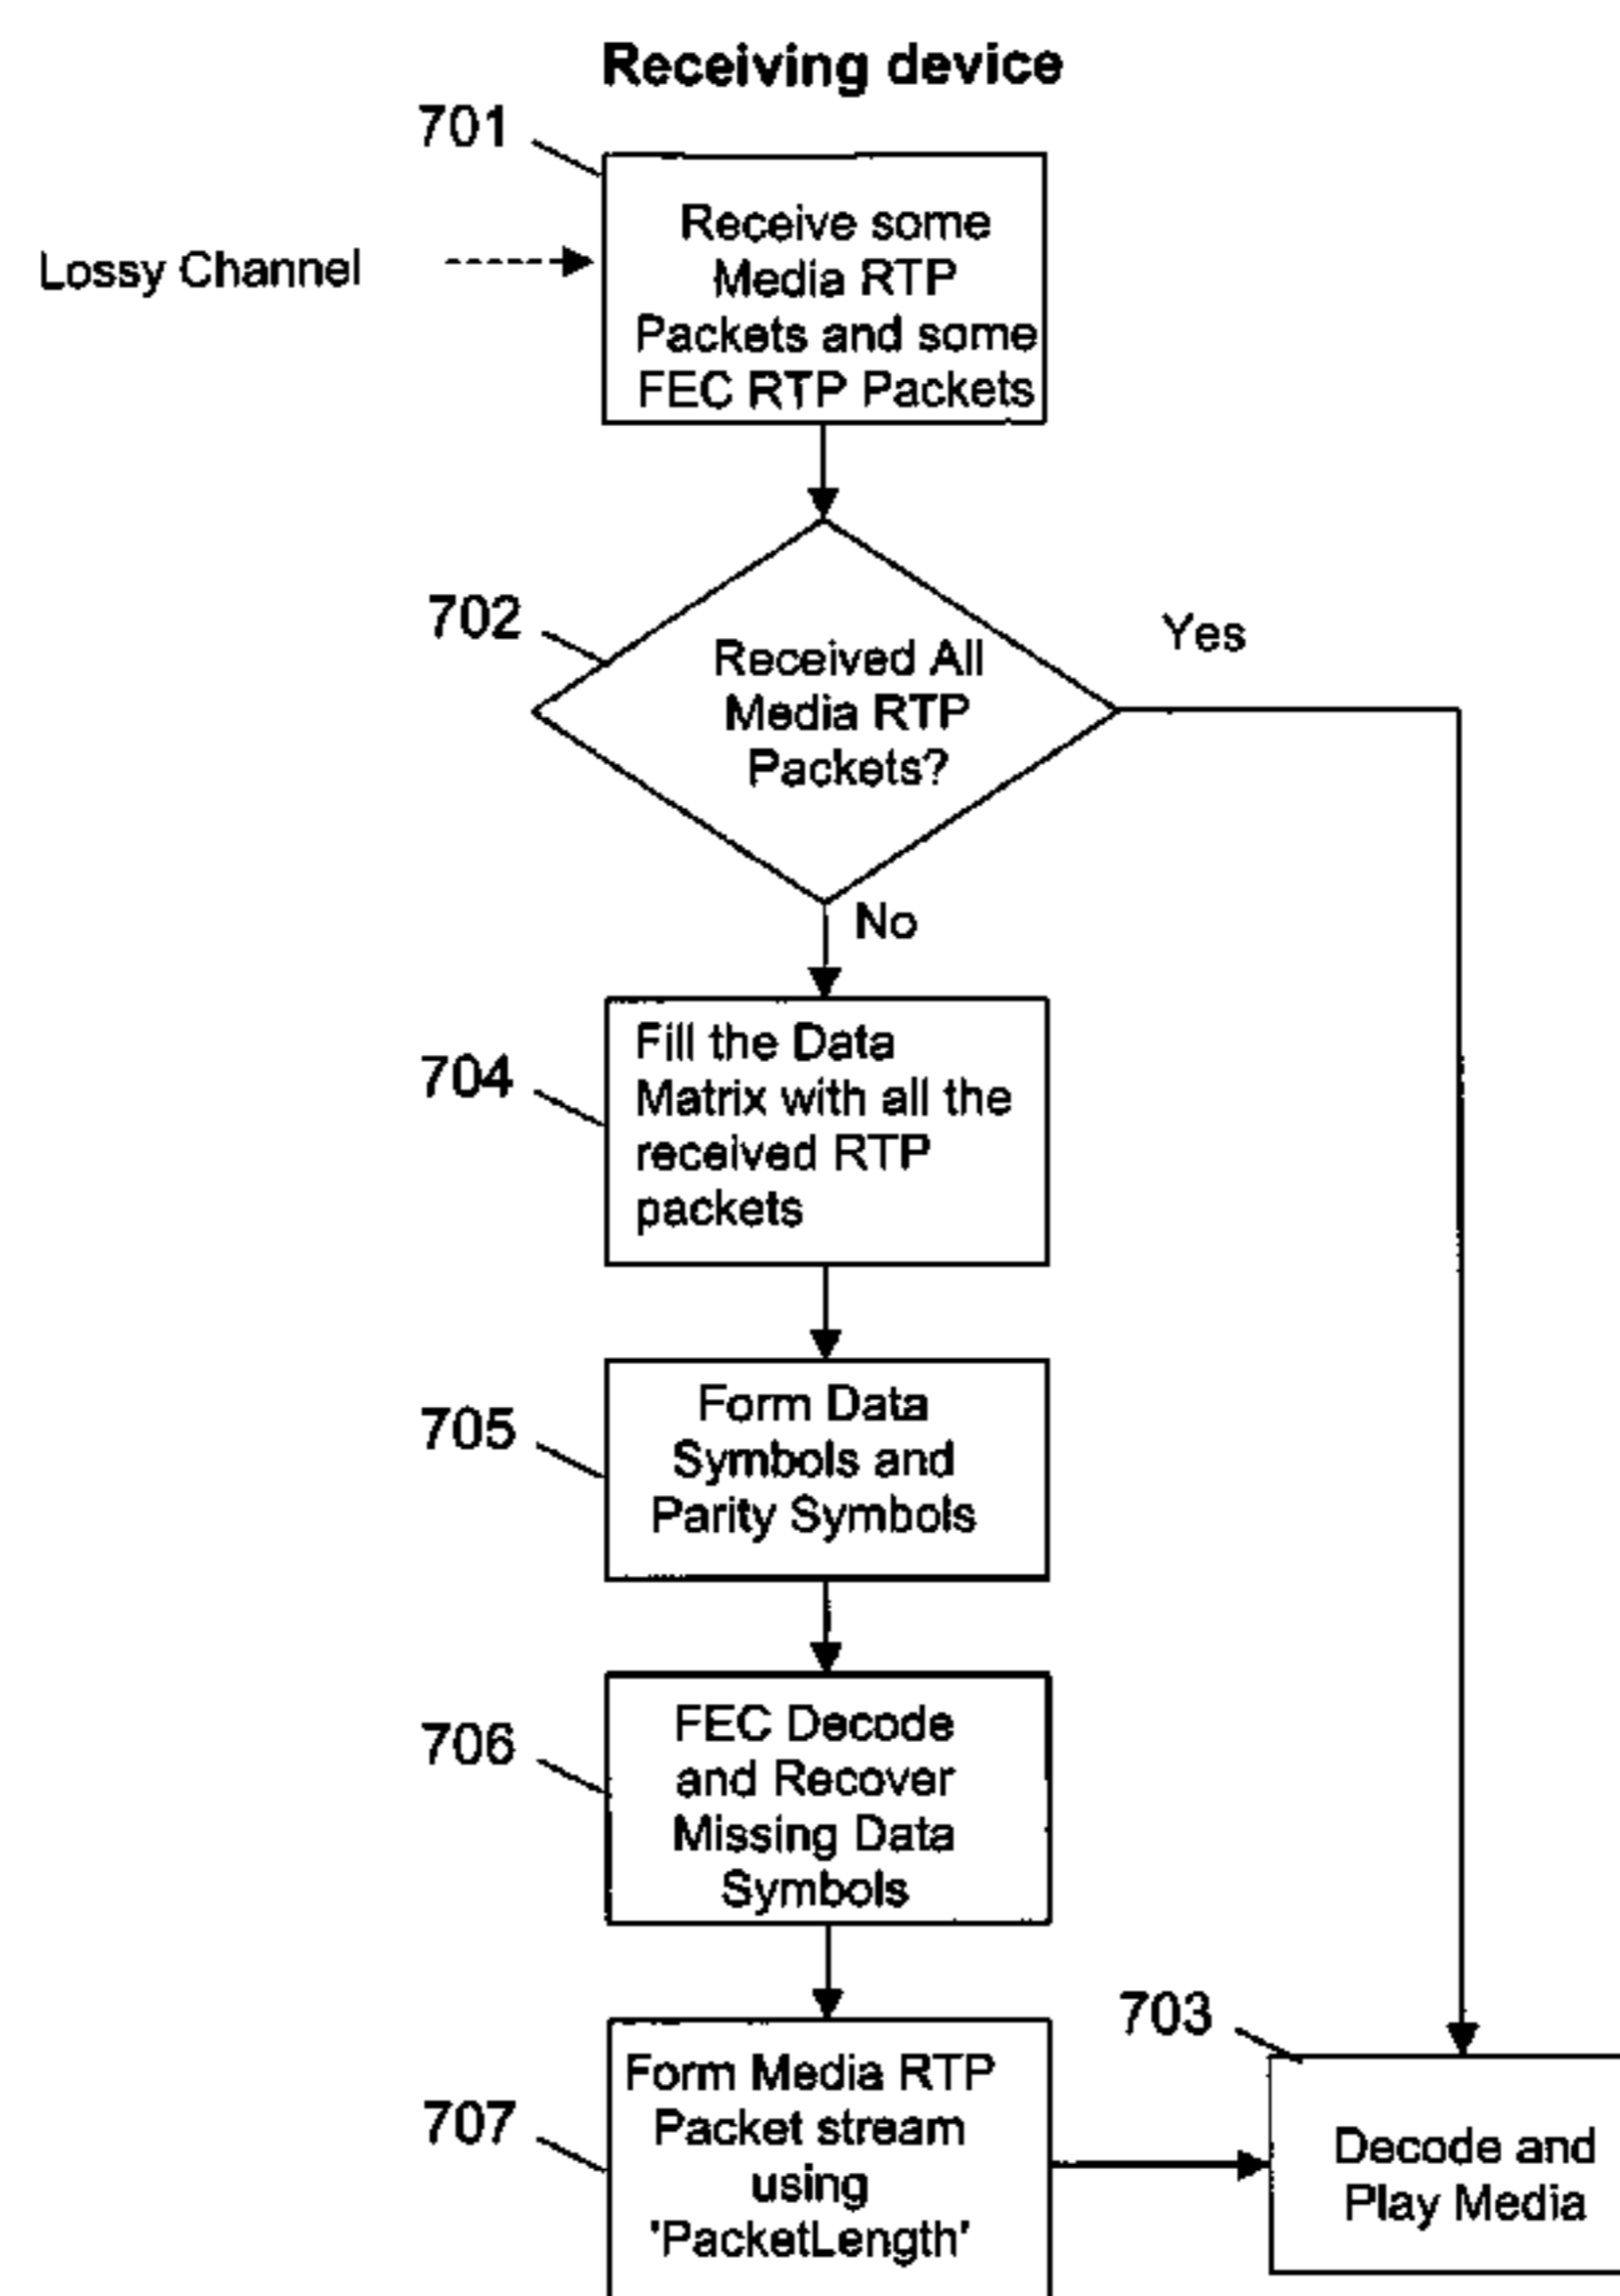 Receiving device
701
Lossy Channel
Receive some
Media RTP
Packets and some
FEC RTP Packets
702
Received All
Media RTP
Packets?
Yes
No
704
Fill the Data
Matrix with all the
received RTP
packets
705
Form Data
Symbols and
Parity Symbols
706
FEC Decode
and Recover
Missing Data
Symbols
707
Form Media RTP
Packet stream
using
'PacketLength'
703
Decode and
Play Media